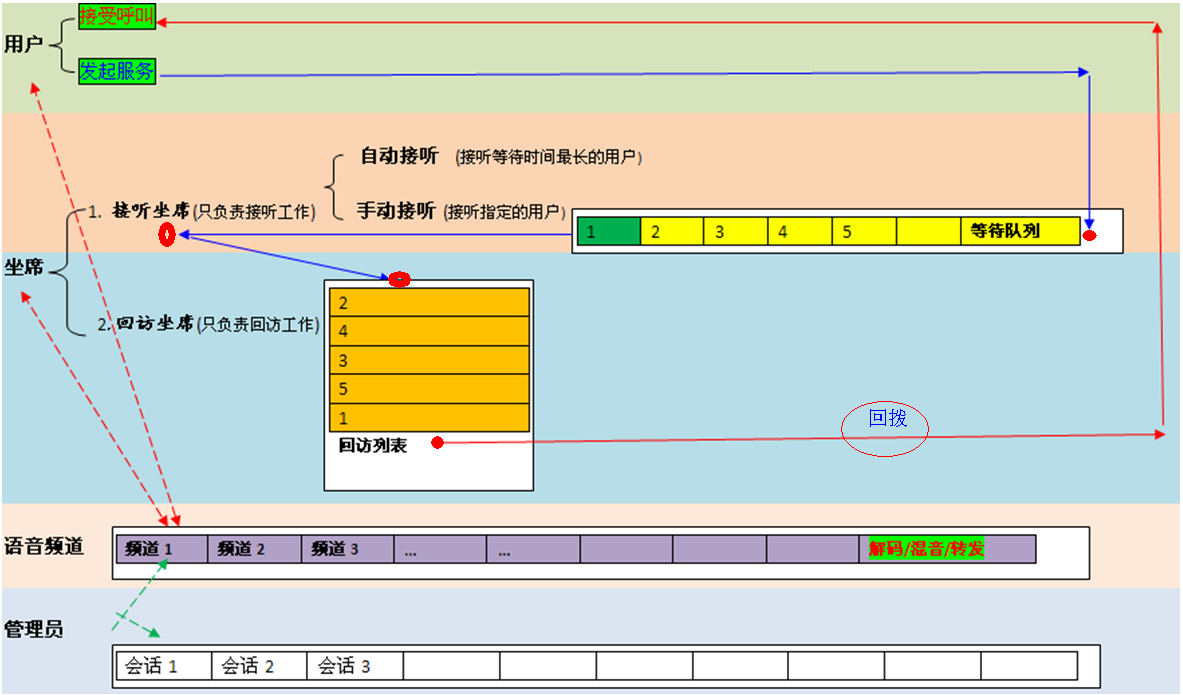 接受呼叫
用户
发起服务
自动接听 (接听等待时间最长的用户)
1. 接听坐席(只负责接听工作)
手动接听 (接听指定的用户)
1 2 3 4 5 等待队列
坐席
2. 回访坐席(只负责回访工作)
2
4
3
5
1
回访列表
回拨
语音频道
频道 1 频道 2 频道 3 ... ... 解码/混音/转发
管理员
会话 1 会话 2 会话 3